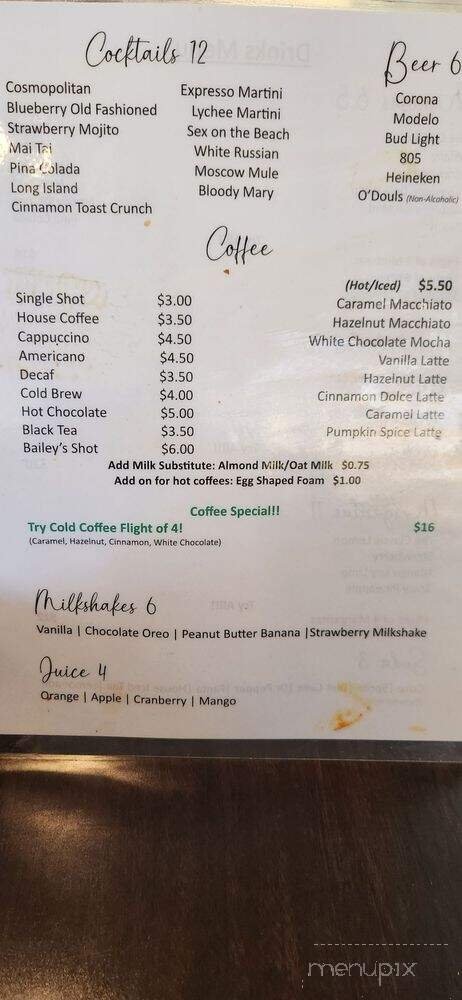 Cocktails 12
Cosmopolitan
Blueberry Old Fashioned
Strawberry Mojito
Mai Tai
Pina Colada
Long Island
Cinnamon Toast Crunch
Expresso Martini
Lychee Martini
Sex on the Beach
White Russian
Moscow Mule
Bloody Mary
Beer 6
Corona
Modelo
Bud Light
805
Heineken
O'Douls (Non-Alcoholic)
Coffee
Single Shot $3.00
House Coffee $3.50
Cappuccino $4.50
Americano $4.50
Decaf $3.50
Cold Brew $4.00
Hot Chocolate $5.00
Black Tea $3.50
Bailey's Shot $6.00
(Hot/Iced) $5.50
Caramel Macchiato
Hazelnut Macchiato
White Chocolate Mocha
Vanilla Latte
Hazelnut Latte
Cinnamon Dolce Latte
Caramel Latte
Pumpkin Spice Latte
Add Milk Substitute: Almond Milk/Oat Milk $0.75
Add on for hot coffees: Egg Shaped Foam $1.00
Coffee Special!!
Try Cold Coffee Flight of 4! $16
(Caramel, Hazelnut, Cinnamon, White Chocolate)
Milkshakes 6
Vanilla | Chocolate Oreo | Peanut Butter Banana |Strawberry Milkshake
Juice 4
Orange | Apple | Cranberry | Mango
menupix